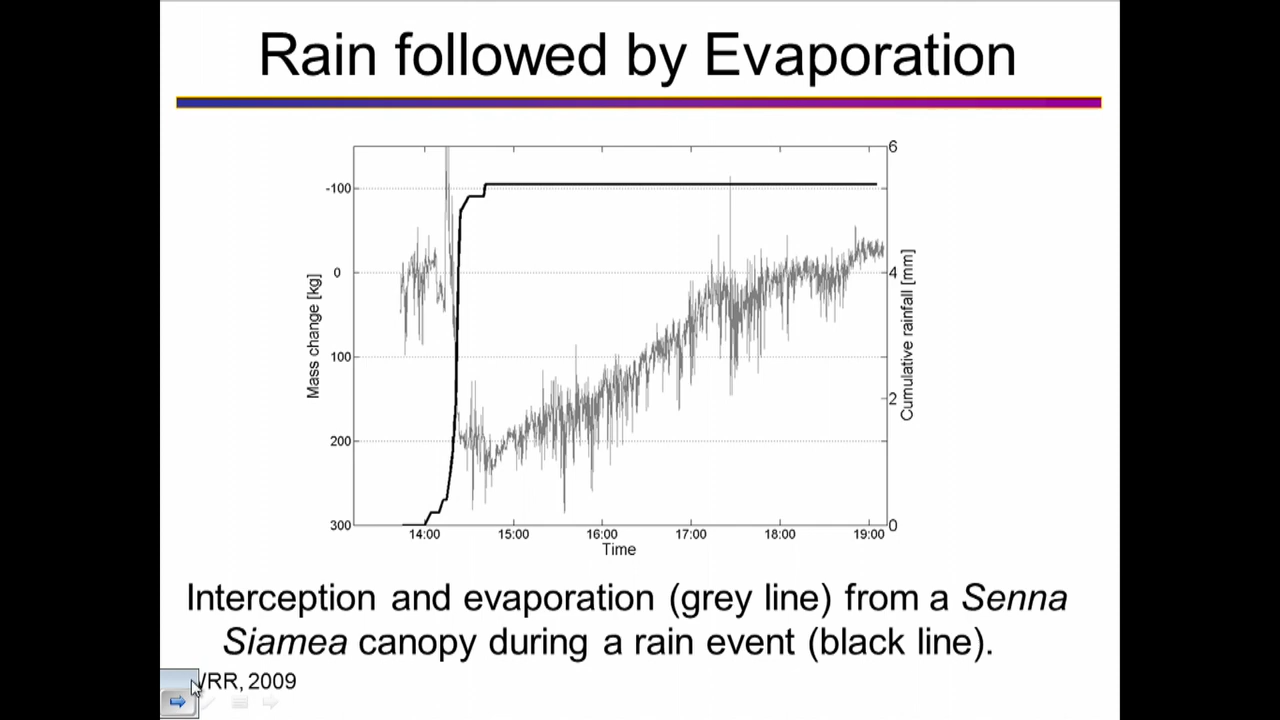 Rain followed by Evaporation
-100
0
100
200
300
Mass change [kg]
6
4
2
0
Cumulative rainfall [mm]
14:00 15:00 16:00 17:00 18:00 19:00
Time
Interception and evaporation (grey line) from a Senna
Siamea canopy during a rain event (black line).
RR, 2009